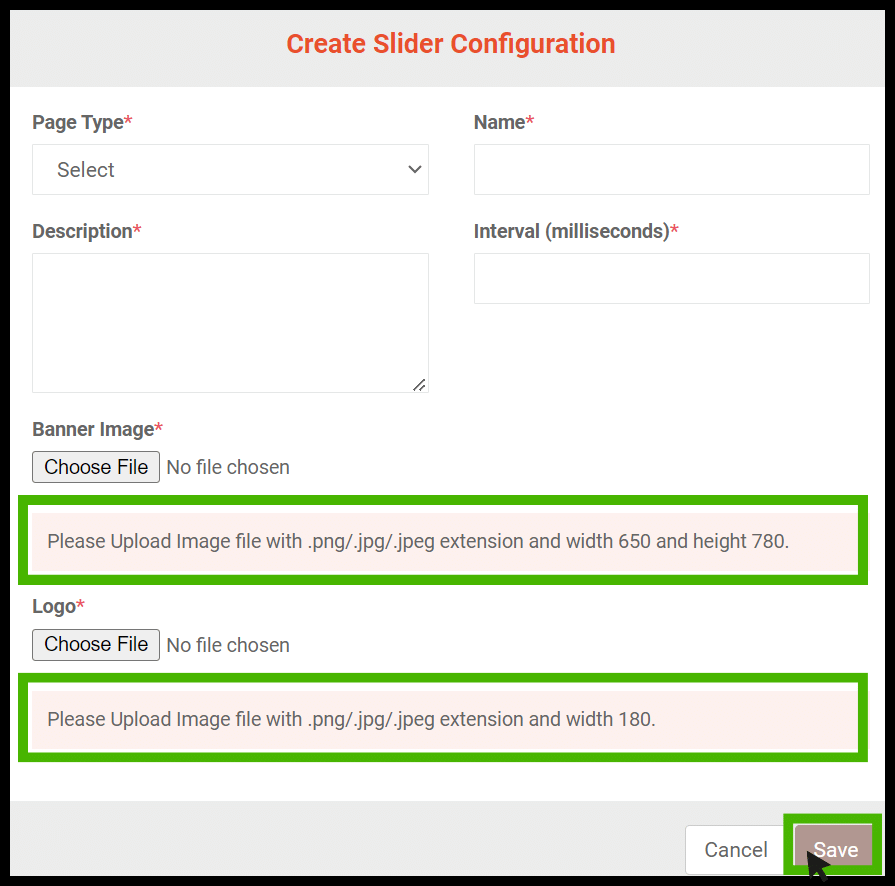 Create Slider Configuration
Page Type*
Name*
Select
Description*
Interval (milliseconds)*
Banner Image*
Choose File No file chosen
Please Upload Image file with .png/.jpg/.jpeg extension and width 650 and height 780.
Logo*
Choose File No file chosen
Please Upload Image file with .png/.jpg/.jpeg extension and width 180.
Cancel Save